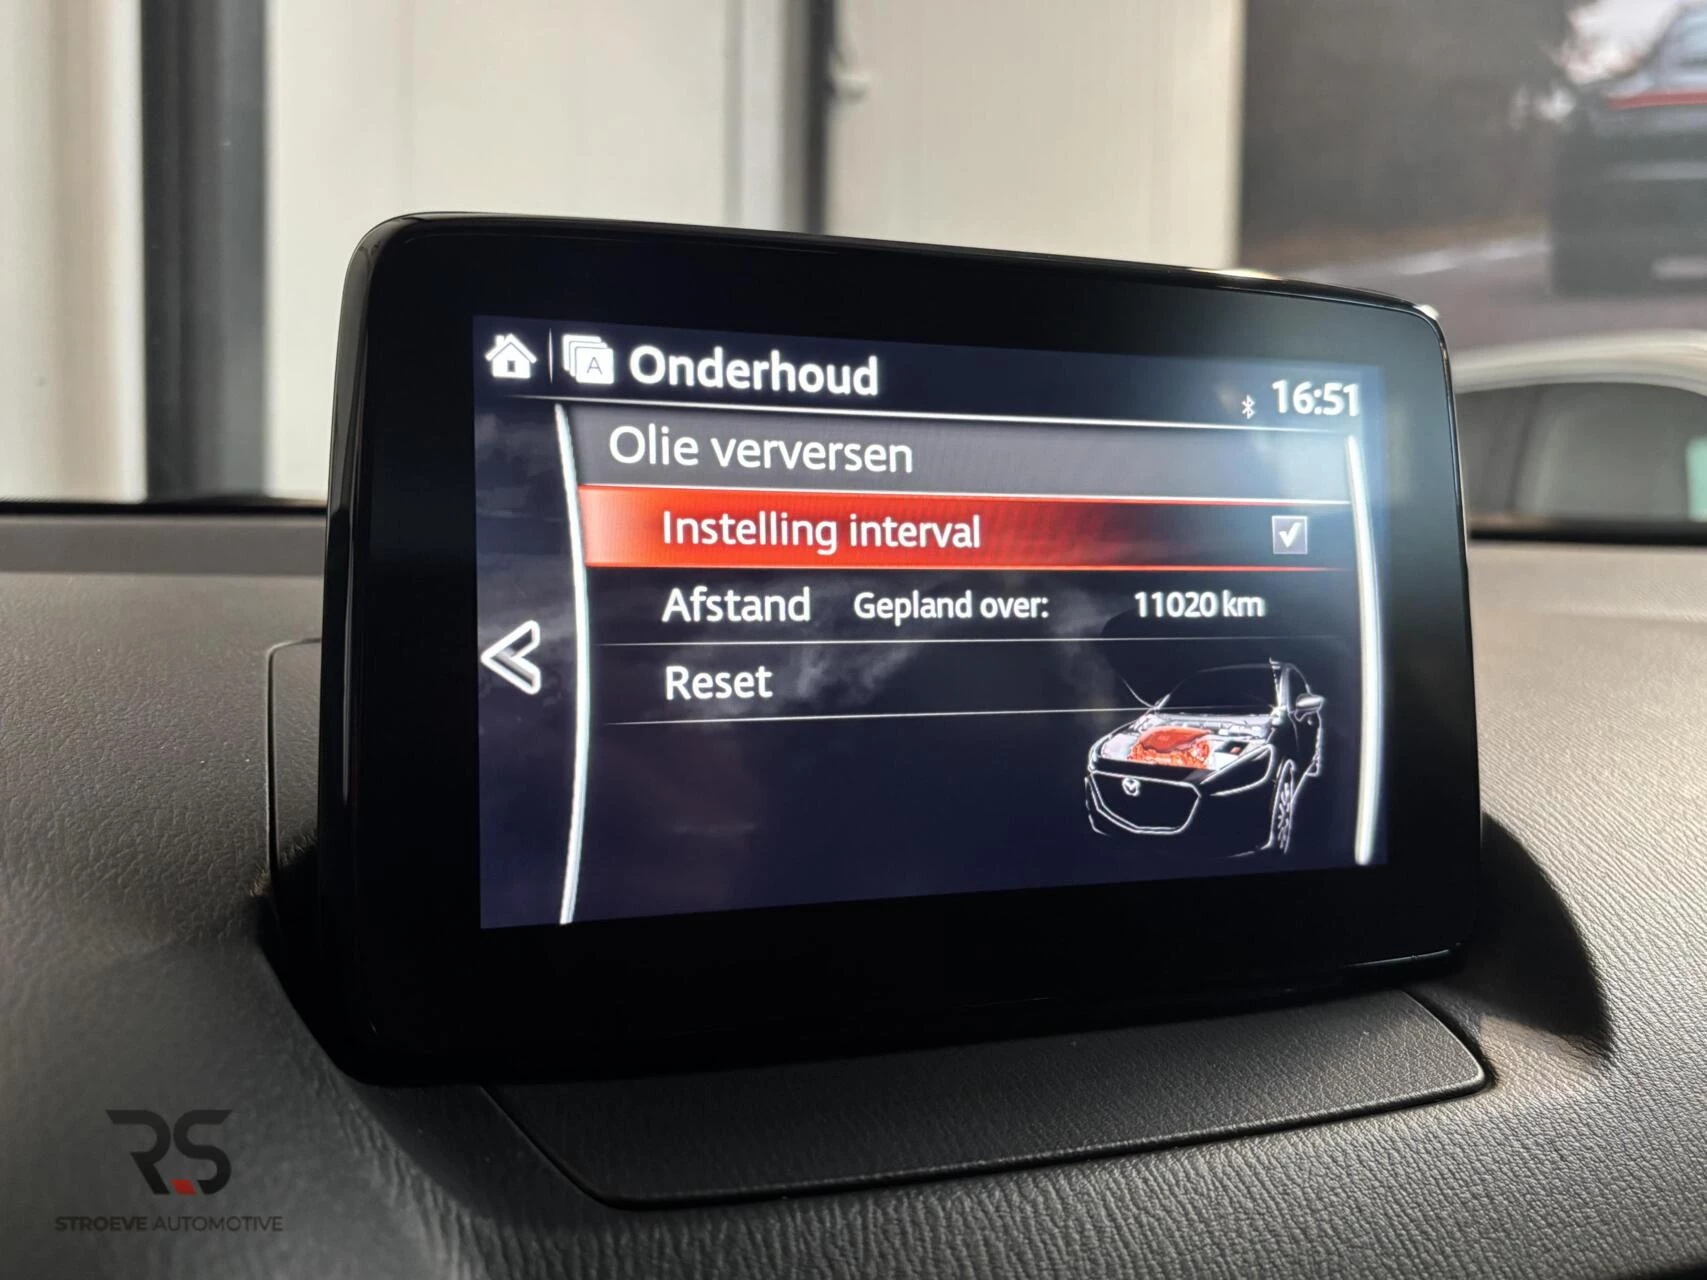 A Onderhoud
16:51
Olie verversen
Instelling interval
Afstand Gepland over: 11020 km
Reset
RS
STROEVE AUTOMOTIVE